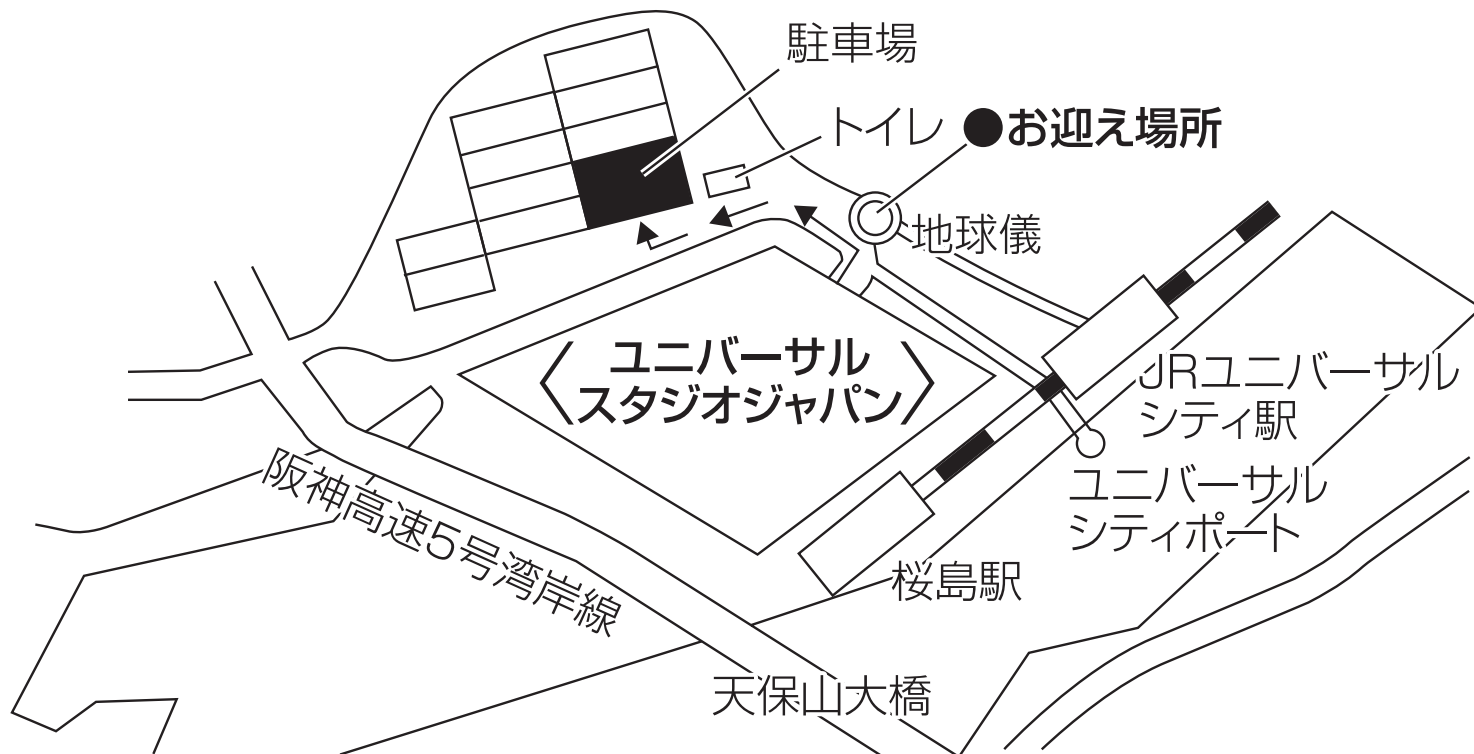 駐車場
トイレ
●お迎え場所
地球儀
〈ユニバーサル
スタジオジャパン〉
JRユニバーサル
シティ駅
ユニバーサル
シティポート
阪神高速5号湾岸線
桜島駅
天保山大橋